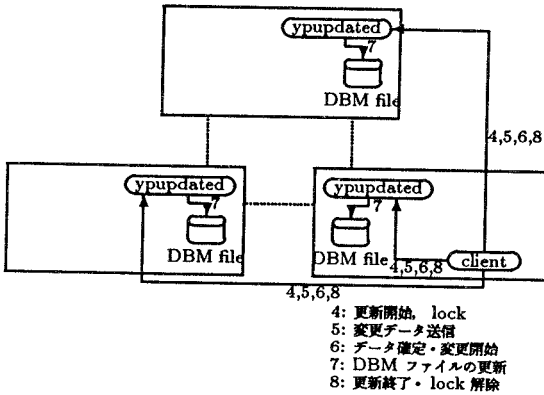 ypupdated
7
DBM file
4,5,6,8
ypupdated
7
DBM file
ypupdated
7
DBM file
4,5,6,8
client
4,5,6,8
4: 更新開始, lock
5: 変更データ送信
6: データ確定・変更開始
7: DBM ファイルの更新
8: 更新終了・lock 解除